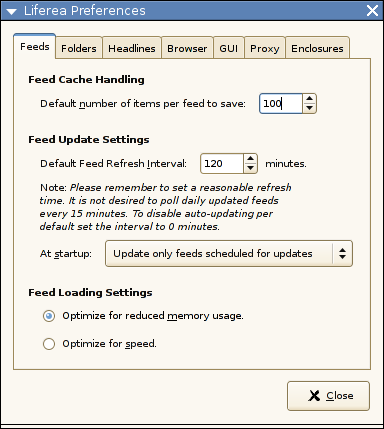 Liferea Preferences
Feeds Folders Headlines Browser GUI Proxy Enclosures
Feed Cache Handling
Default number of items per feed to save: 100
Feed Update Settings
Default Feed Refresh Interval: 120 minutes.
Note: Please remember to set a reasonable refresh
time. It is not desired to poll daily updated feeds
every 15 minutes. To disable auto-updating per
default set the interval to 0 minutes.
At startup: Update only feeds scheduled for updates
Feed Loading Settings
Optimize for reduced memory usage.
Optimize for speed.
Close